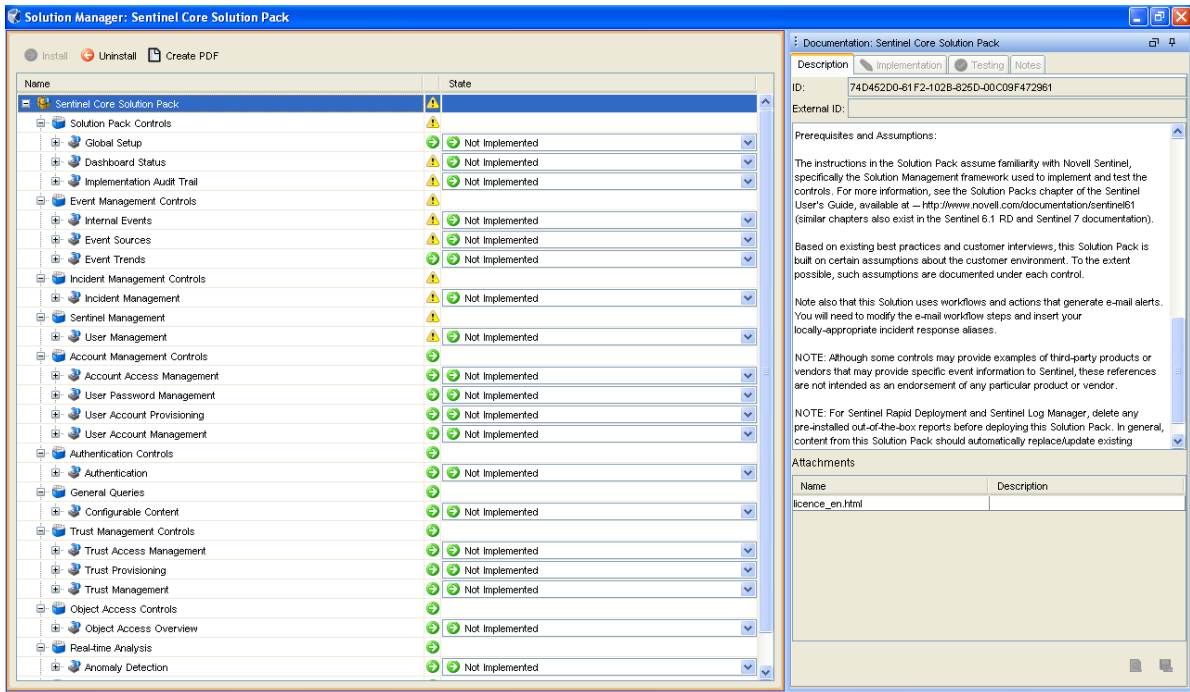 Solution Manager: Sentinel Core Solution Pack
Install Uninstall Create PDF
Name State
Sentinel Core Solution Pack
Solution Pack Controls
Global Setup Not Implemented
Dashboard Status Not Implemented
Implementation Audit Trail Not Implemented
Event Management Controls
Internal Events Not Implemented
Event Sources Not Implemented
Event Trends Not Implemented
Incident Management Controls
Incident Management Not Implemented
Sentinel Management
User Management Not Implemented
Account Management Controls
Account Access Management Not Implemented
User Password Management Not Implemented
User Account Provisioning Not Implemented
User Account Management Not Implemented
Authentication Controls
Authentication Not Implemented
General Queries
Configurable Content Not Implemented
Trust Management Controls
Trust Access Management Not Implemented
Trust Provisioning Not Implemented
Trust Management Not Implemented
Object Access Controls
Object Access Overview Not Implemented
Real-time Analysis
Anomaly Detection Not Implemented
Documentation: Sentinel Core Solution Pack
Description Implementation Testing Notes
ID: 74D452D0-61F2-102B-825D-00C09F472961
External ID:
Prerequisites and Assumptions:
The instructions in the Solution Pack assume familiarity with Novell Sentinel,
specifically the Solution Management framework used to implement and test the
controls. For more information, see the Solution Packs chapter of the Sentinel
User's Guide, available at — http://www.novell.com/documentation/sentinel61
(similar chapters also exist in the Sentinel 6.1 RD and Sentinel 7 documentation).
Based on existing best practices and customer interviews, this Solution Pack is
built on certain assumptions about the customer environment. To the extent
possible, such assumptions are documented under each control.
Note also that this Solution uses workflows and actions that generate e-mail alerts.
You will need to modify the e-mail workflow steps and insert your
locally-appropriate incident response aliases.
NOTE: Although some controls may provide examples of third-party products or
vendors that may provide specific event information to Sentinel, these references
are not intended as an endorsement of any particular product or vendor.
NOTE: For Sentinel Rapid Deployment and Sentinel Log Manager, delete any
pre-installed out-of-the-box reports before deploying this Solution Pack. In general,
content from this Solution Pack should automatically replace/update existing
Attachments
Name Description
licence_en.html